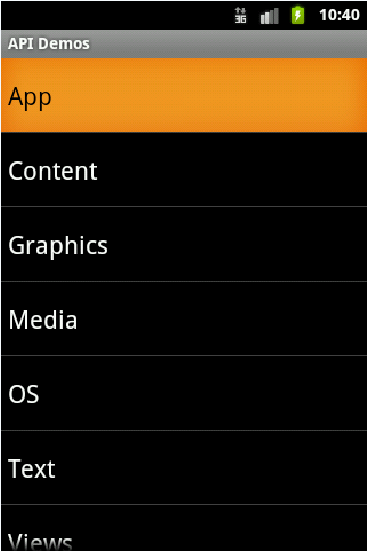 3G
10:40
API Demos
App
Content
Graphics
Media
OS
Text
Views